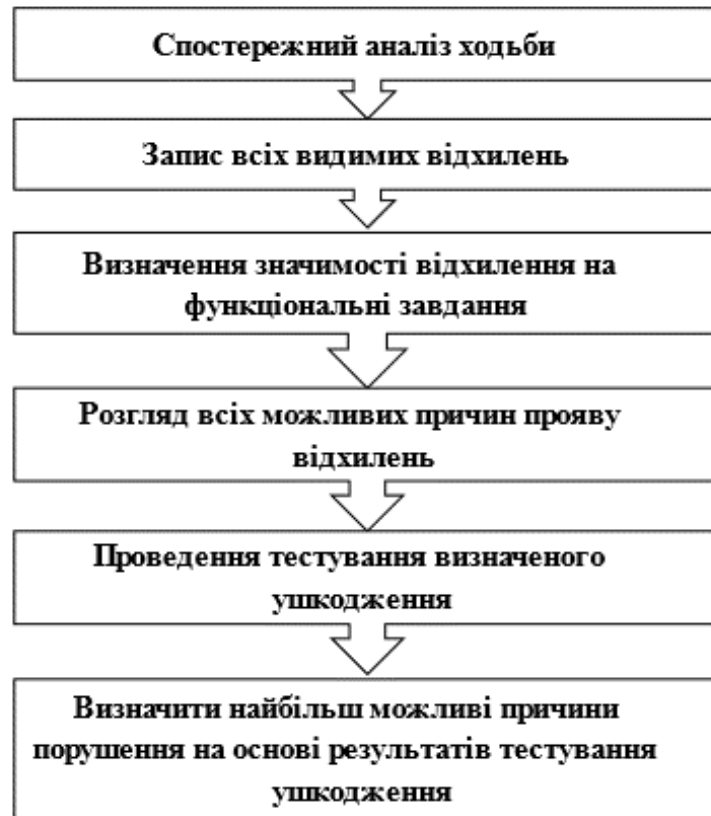 Спостережний аналіз ходьби
Запис всіх видимих відхилень
Визначення значимості відхилення на
функціональні завдання
Розгляд всіх можливих причин прояву
відхилень
Проведення тестування визначеного
ушкодження
Визначити найбільш можливі причини
порушення на основі результатів тестування
ушкодження